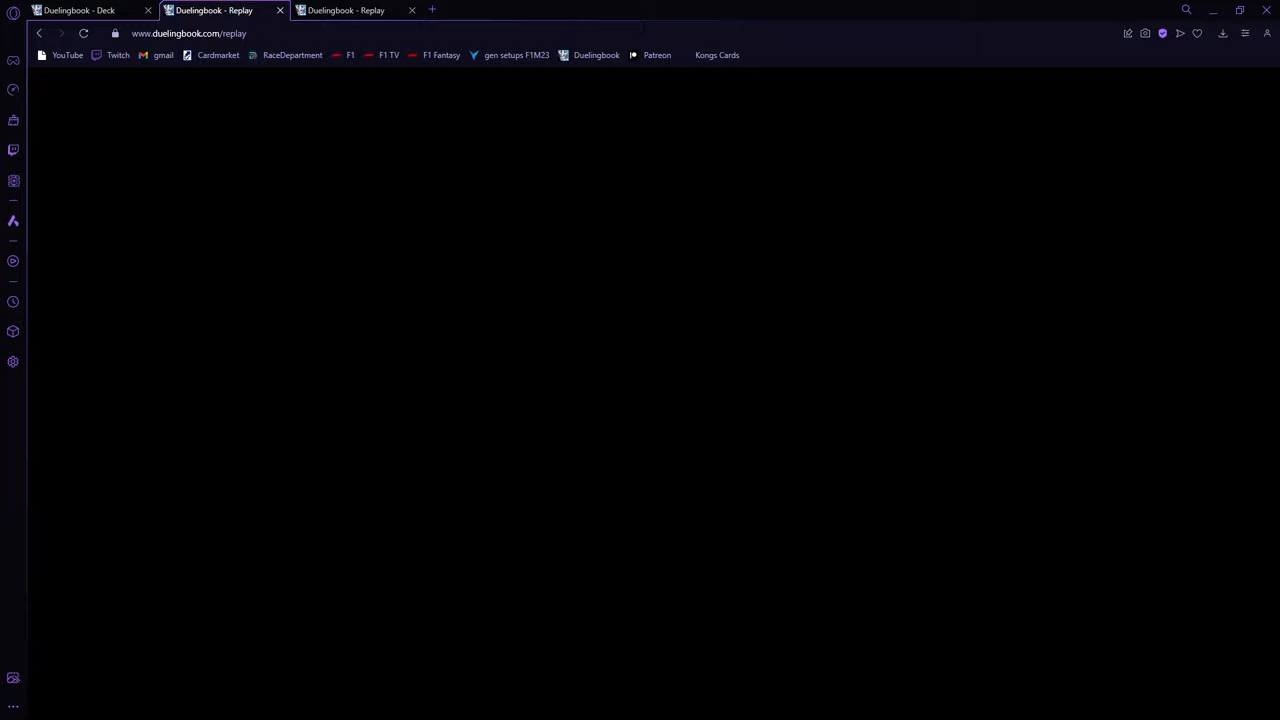 Duelingbook - Deck
Duelingbook - Replay
Duelingbook - Replay
www.duelingbook.com/replay
YouTube
Twitch
gmail
Cardmarket
RaceDepartment
F1
F1 TV
F1 Fantasy
gen setups F1M23
Duelingbook
Patreon
Kongs Cards